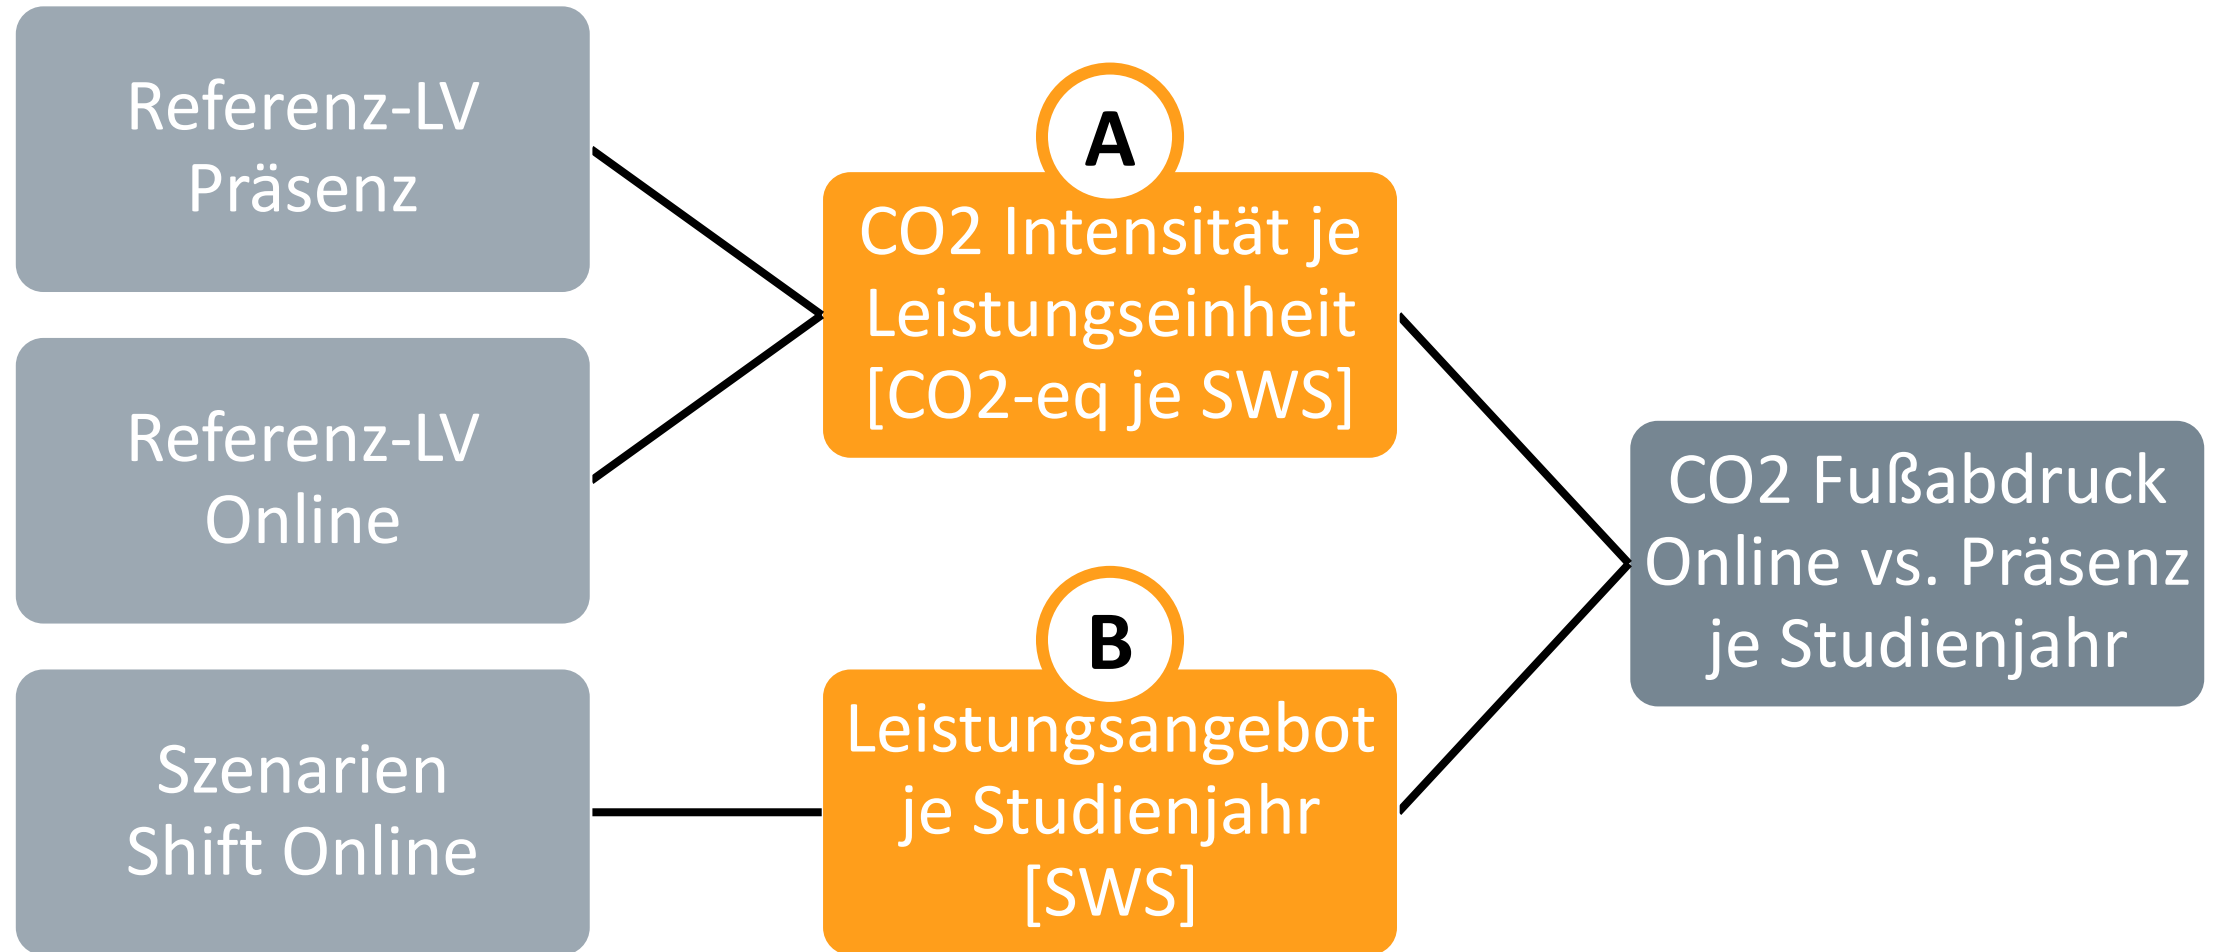 Referenz-LV
Präsenz
Referenz-LV
Online
Szenarien
Shift Online
A
CO2 Intensität je
Leistungseinheit
[CO2-eq je SWS]
B
Leistungsangebot
je Studienjahr
[SWS]
CO2 Fußabdruck
Online vs. Präsenz
je Studienjahr